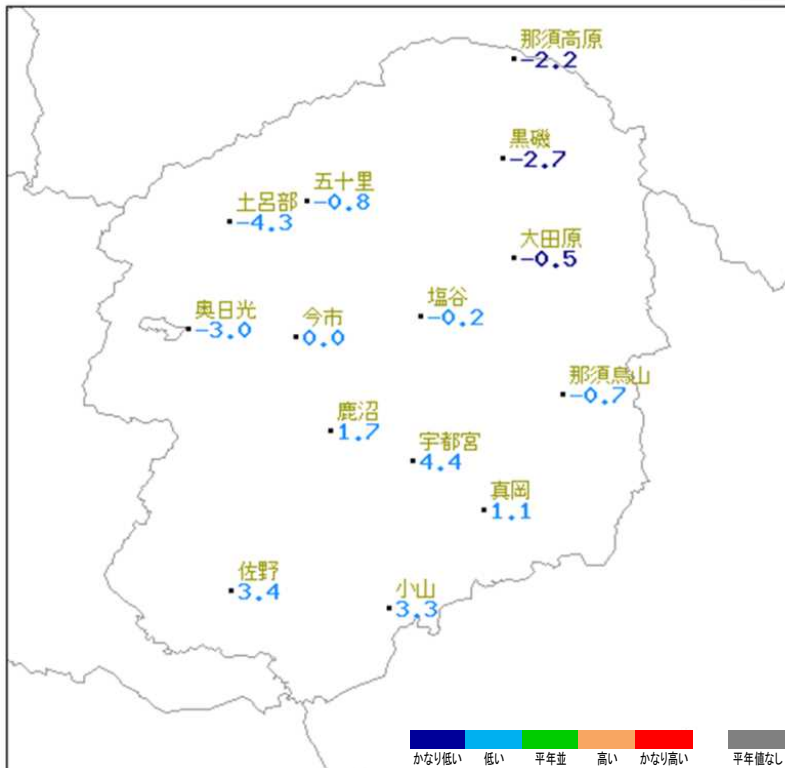 那須高原
-2.2
黒磯
-2.7
五十里
-0.8
土呂部
-4.3
大田原
-0.5
塩谷
-0.2
奥日光
-3.0
今市
0.0
那須烏山
-0.7
鹿沼
1.7
宇都宮
4.4
真岡
1.1
佐野
3.4
小山
3.3
かなり低い 低い 平年並 高い かなり高い 平年値なし